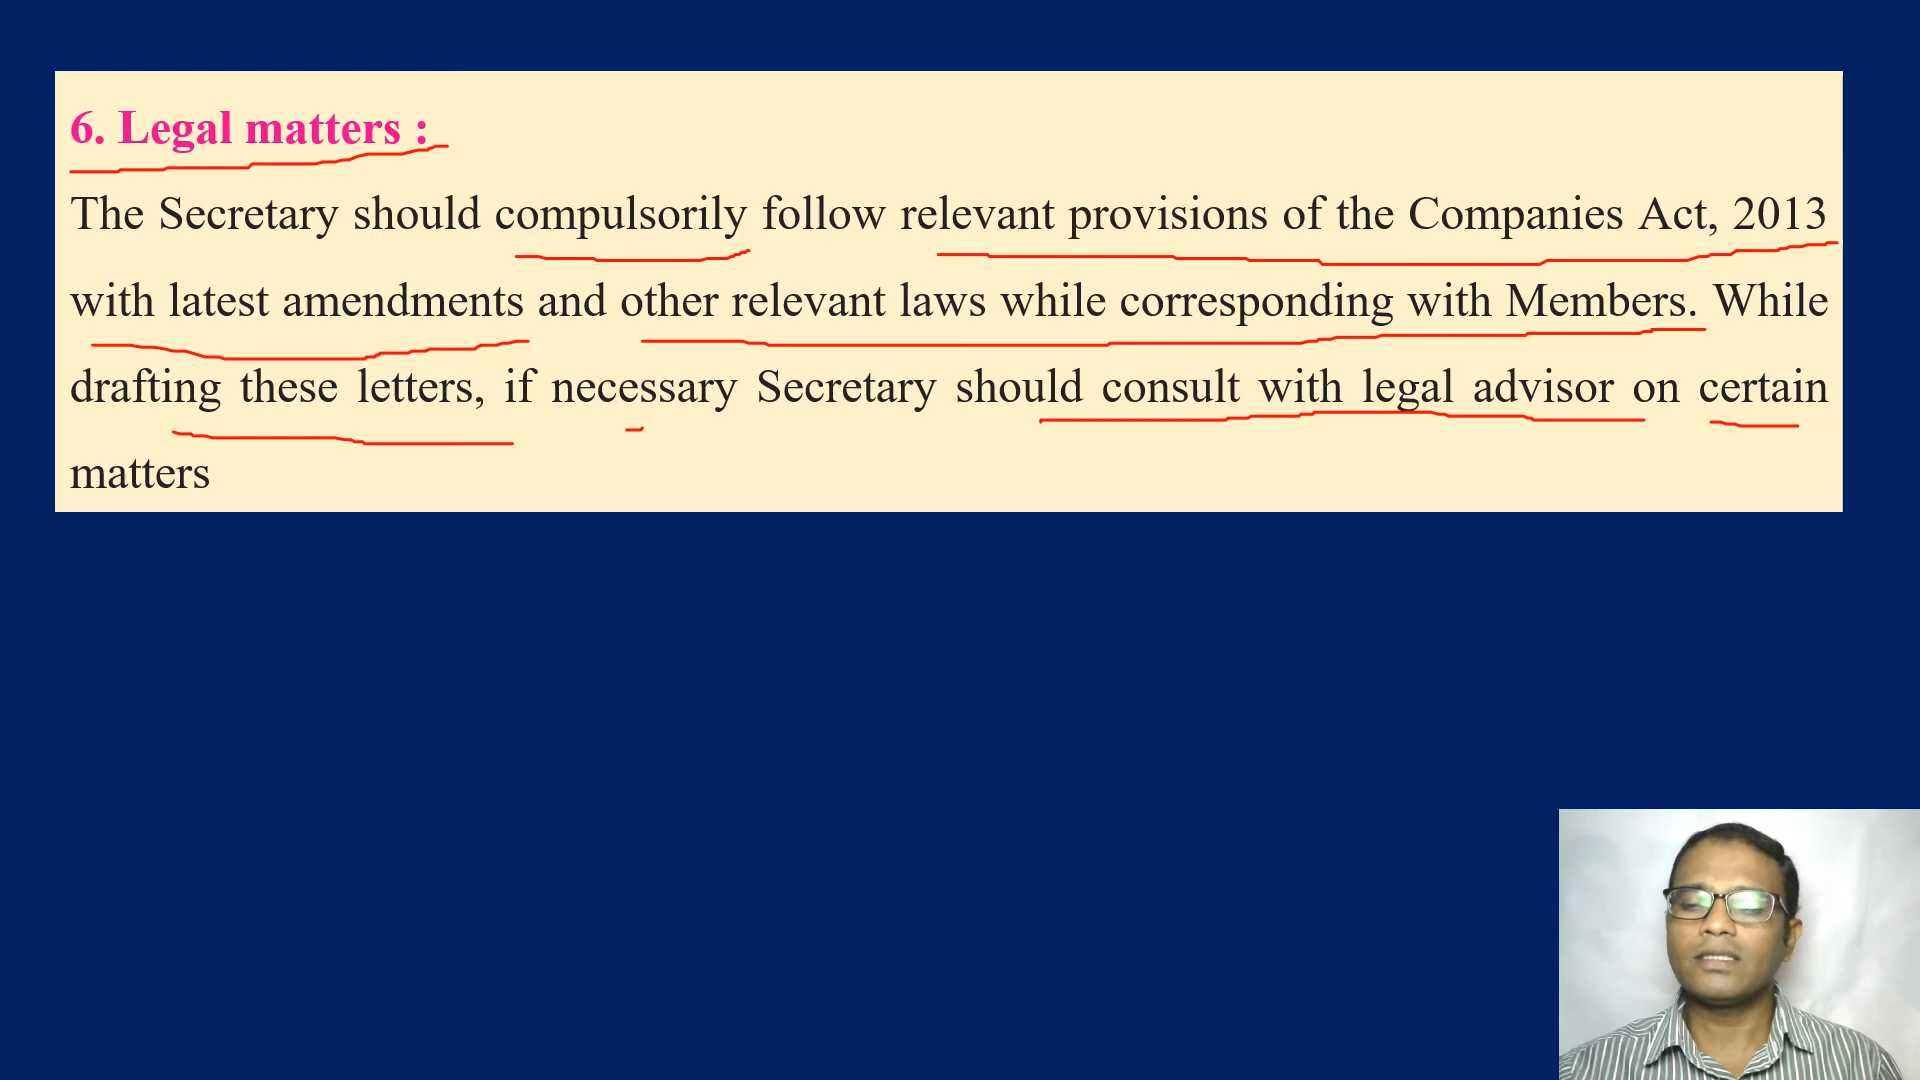 6. Legal matters :
The Secretary should compulsorily follow relevant provisions of the Companies Act, 2013
with latest amendments and other relevant laws while corresponding with Members. While
drafting these letters, if necessary Secretary should consult with legal advisor on certain
matters